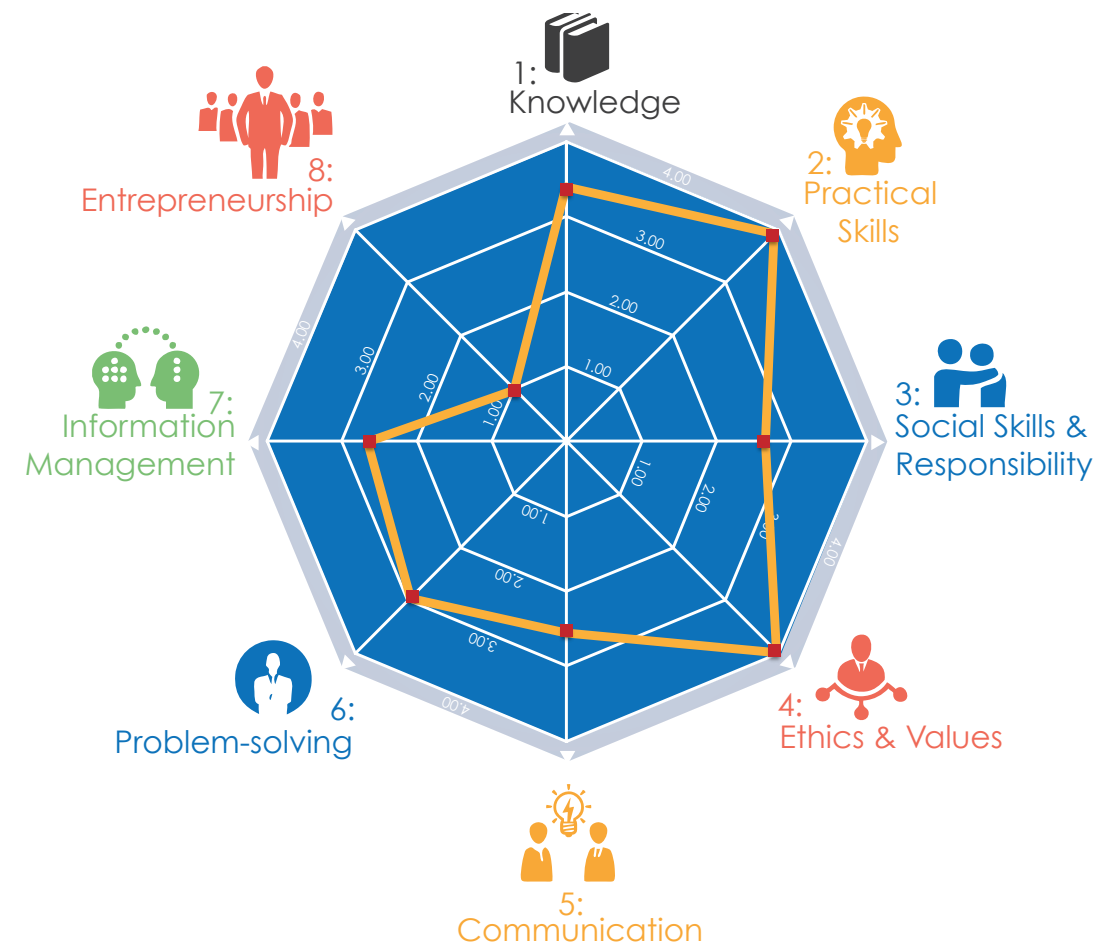 1:
Knowledge
2:
Practical
Skills
3:
Social Skills &
Responsibility
4:
Ethics & Values
5:
Communication
6:
Problem-solving
7:
Information
Management
8:
Entrepreneurship
4.00
3.00
2.00
1.00
1.00
2.00
3.00
4.00
1.00
2.00
3.00
4.00
4.00
3.00
2.00
1.00